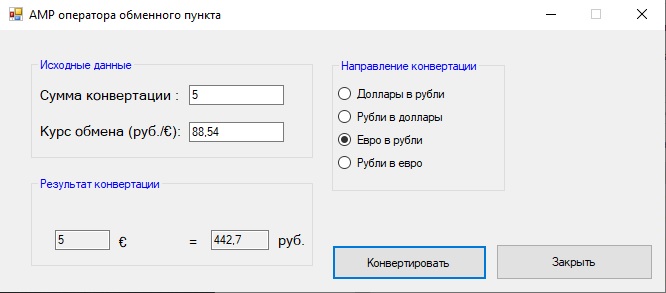 АМР оператора обменного пункта
Исходные данные
Сумма конвертации : 5
Курс обмена (руб./€): 88,54
Направление конвертации
Доллары в рубли
Рубли в доллары
Евро в рубли
Рубли в евро
Результат конвертации
5 € = 442,7 руб.
Конвертировать
Закрыть